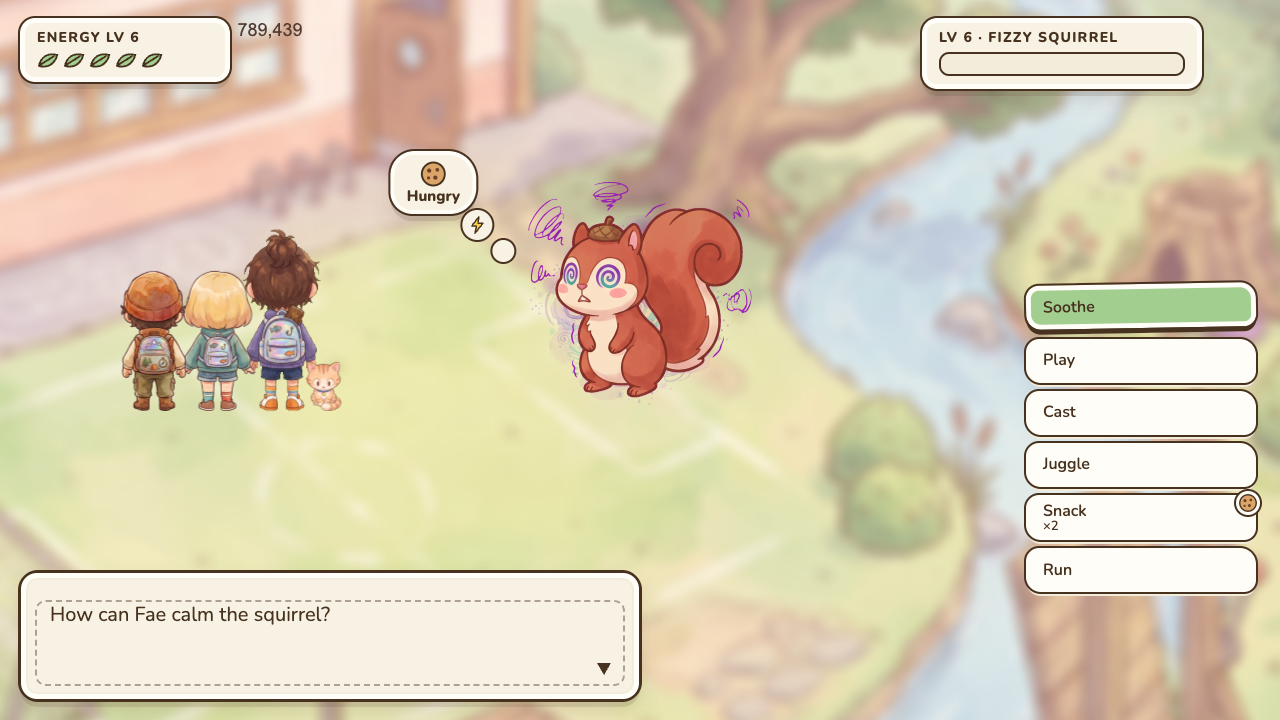 ENERGY LV 6
789,439
LV 6 · FIZZY SQUIRREL
Hungry
Soothe
Play
Cast
Juggle
Snack
×2
Run
How can Fae calm the squirrel?